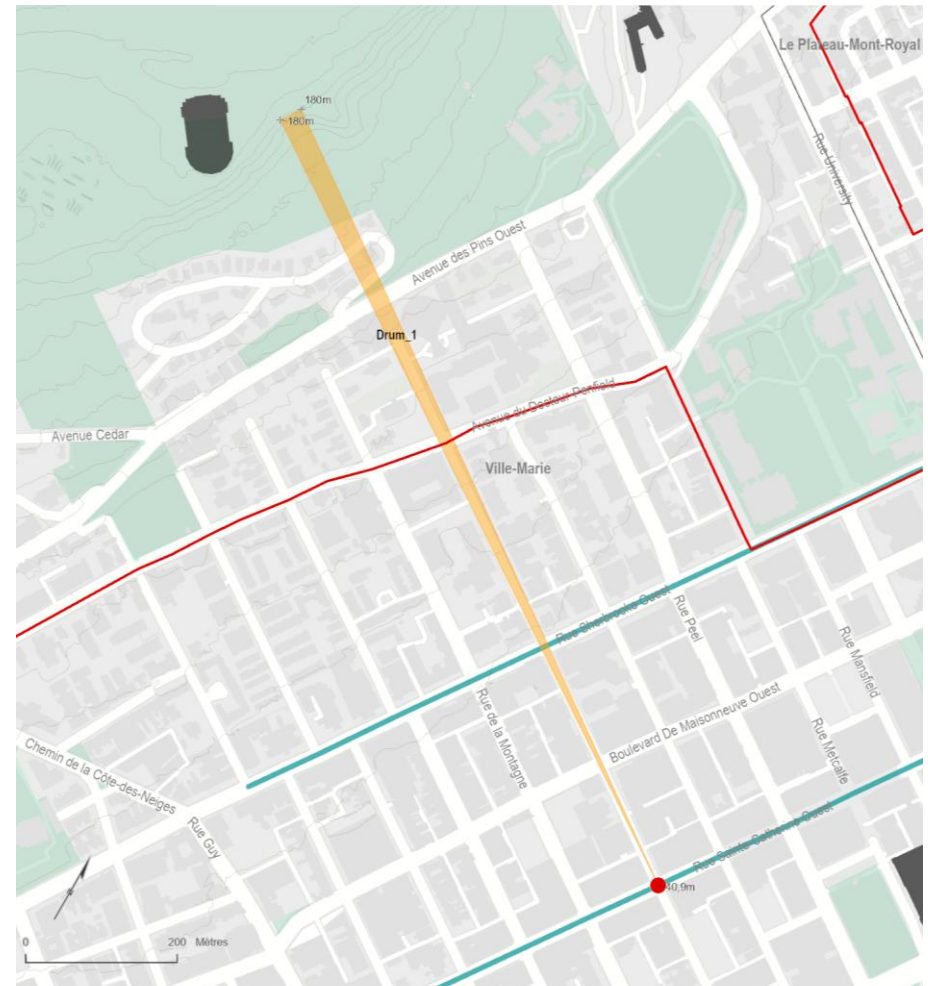 Le Plateau-Mont-Royal
180m
180m
Rue University
Avenue des Pins Ouest
Drum_1
Avenue du Docteur Penfield
Avenue Cedar
Ville-Marie
Rue Sherbrooke Ouest
Rue Peel
Rue Mansfield
Rue de la Montagne
Boulevard De Maisonneuve Ouest
Rue Metcalfe
Chemin de la Côte-des-Neiges
Rue Guy
Rue Sainte-Catherine Ouest
40,9m
N
0 200 Mètres